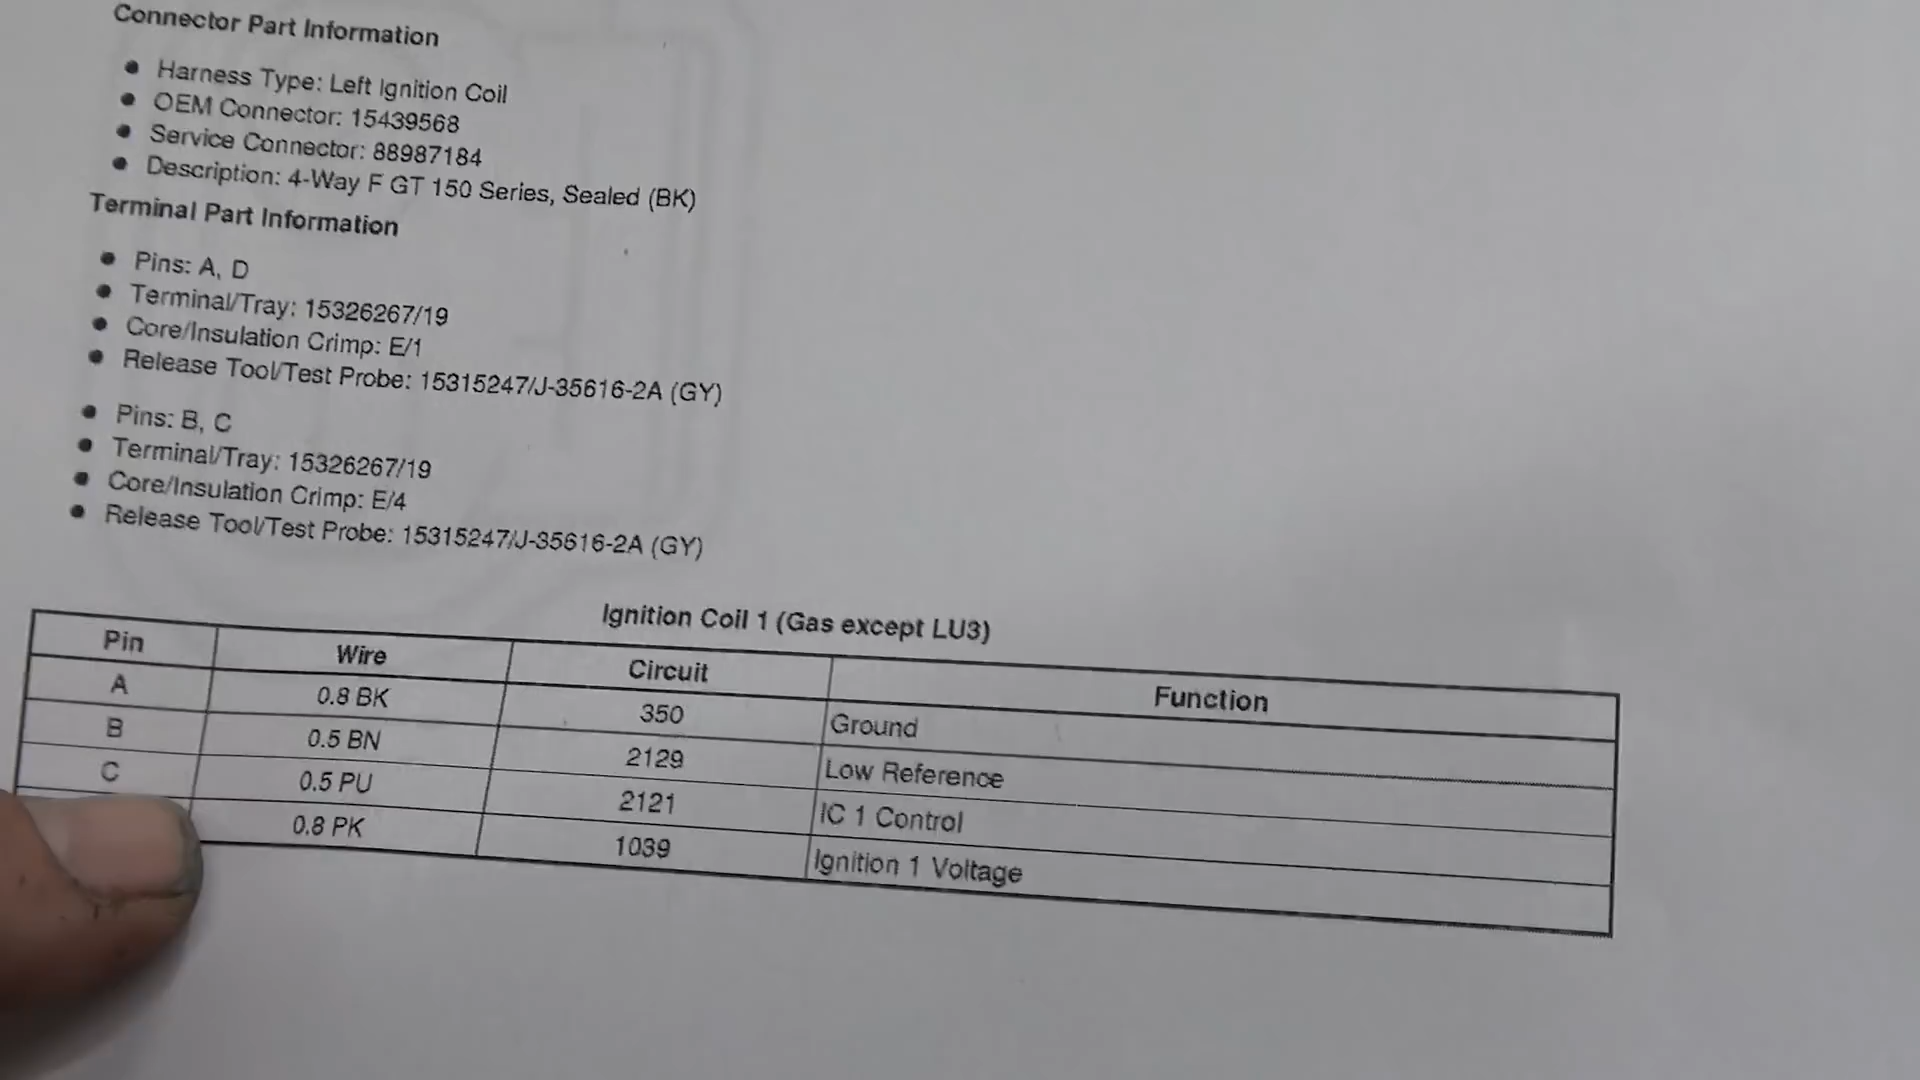 Connector Part Information
Harness Type: Left Ignition Coil
OEM Connector: 15439568
Service Connector: 88987184
Description: 4-Way F GT 150 Series, Sealed (BK)
Terminal Part Information
Pins: A, D
Terminal/Tray: 15326267/19
Core/Insulation Crimp: E/1
Release Tool/Test Probe: 15315247/J-35616-2A (GY)
Pins: B, C
Terminal/Tray: 15326267/19
Core/Insulation Crimp: E/4
Release Tool/Test Probe: 15315247/J-35616-2A (GY)
Ignition Coil 1 (Gas except LU3)
Pin Wire Circuit Function
A 0.8 BK 350 Ground
B 0.5 BN 2129 Low Reference
C 0.5 PU 2121 IC 1 Control
0.8 PK 1039 Ignition 1 Voltage